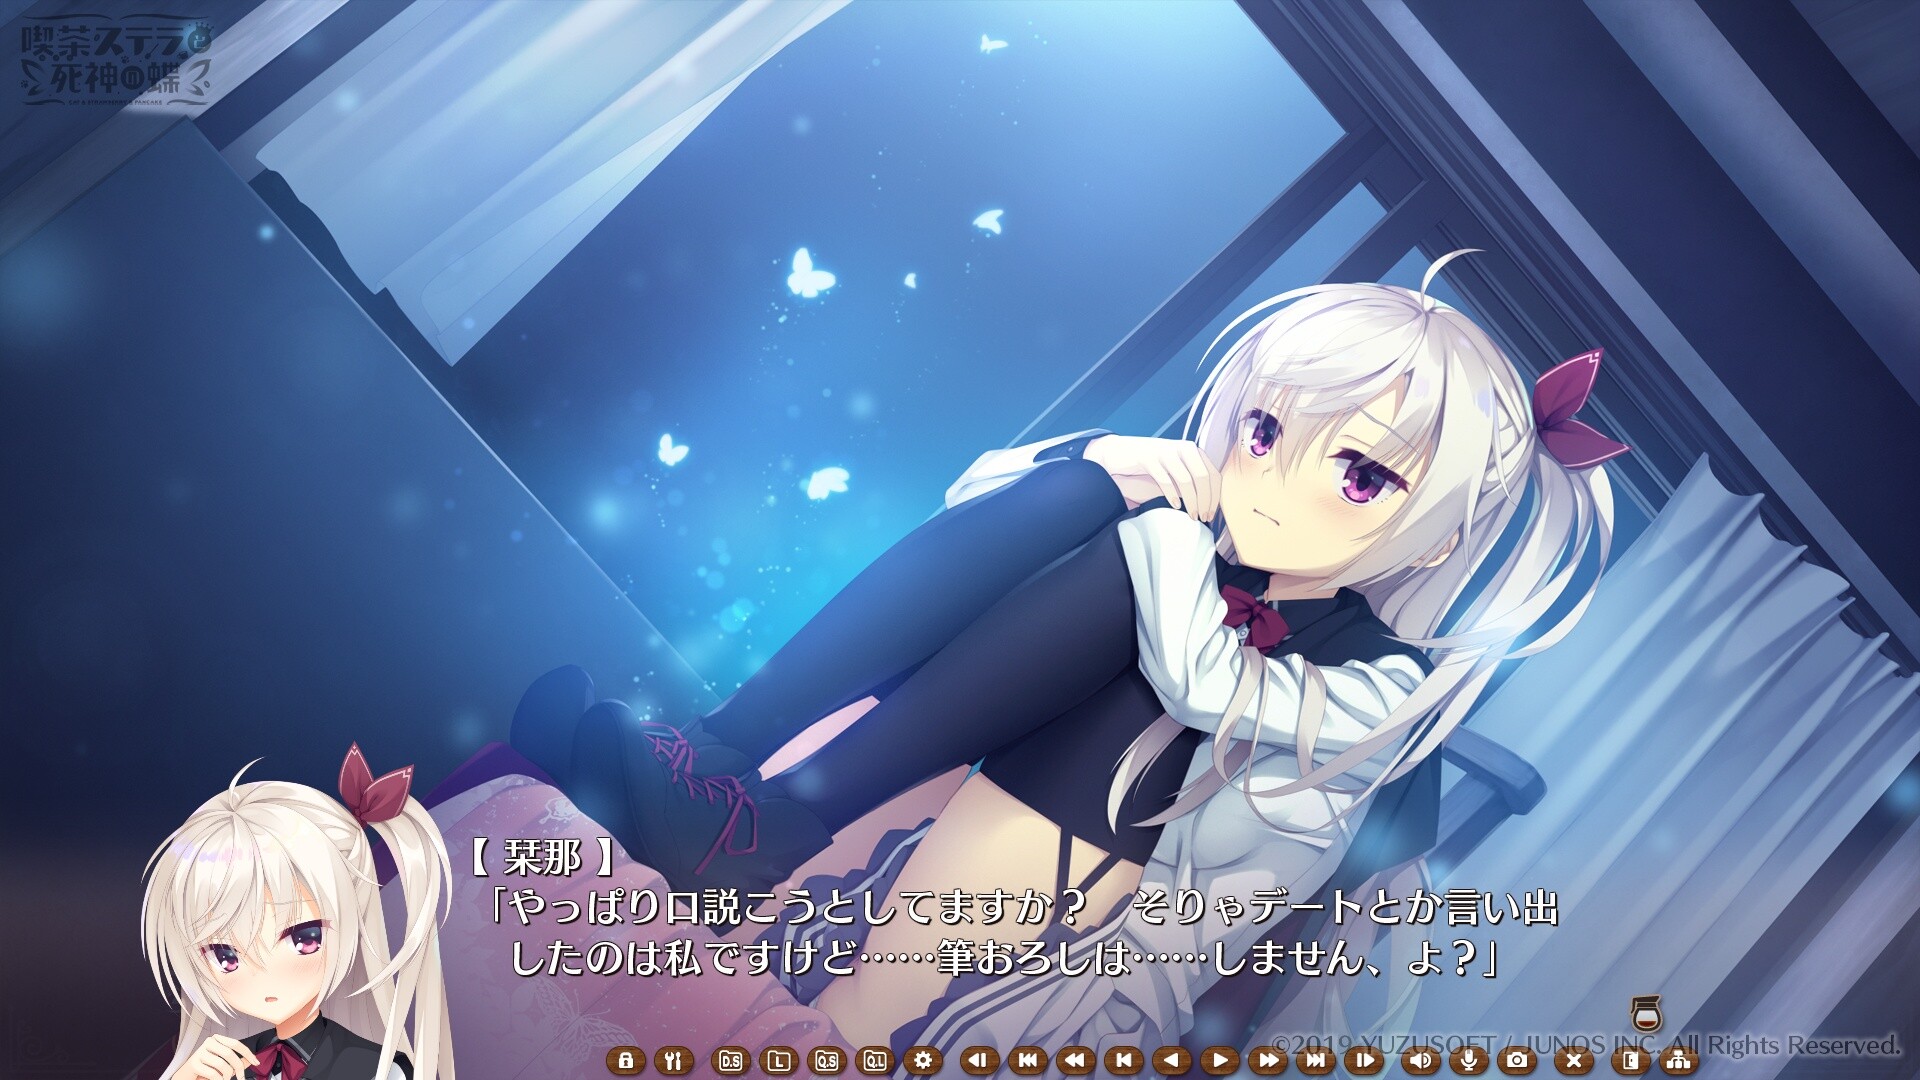 喫茶ステラと
死神の蝶
【 栞那 】
「やっぱり口説こうとしてますか？　そりゃデートとか言い出
したのは私ですけど……筆おろしは……しません、よ？」
D.S L Q.S Q.L
©2019 YUZUSOFT / JUNOS INC. All Rights Reserved.